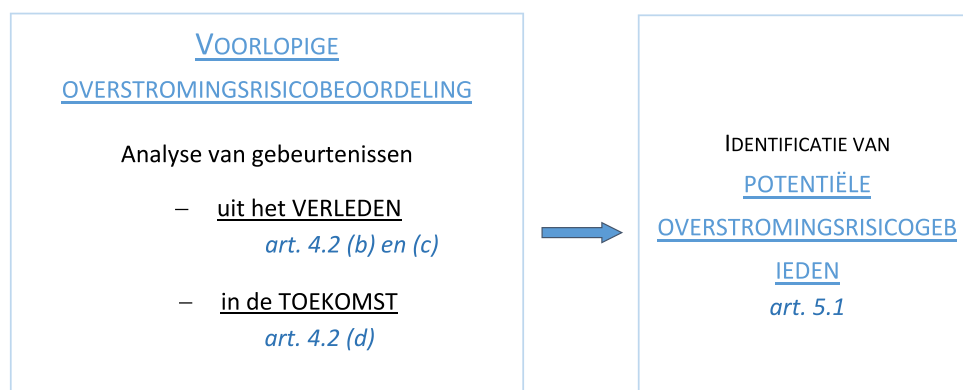 VOORLOPIGE
OVERSTROMINGSRISICOBEOORDELING
Analyse van gebeurtenissen
– uit het VERLEDEN
art. 4.2 (b) en (c)
– in de TOEKOMST
art. 4.2 (d)
IDENTIFICATIE VAN
POTENTIËLE
OVERSTROMINGSRISICOGEB
IEDEN
art. 5.1